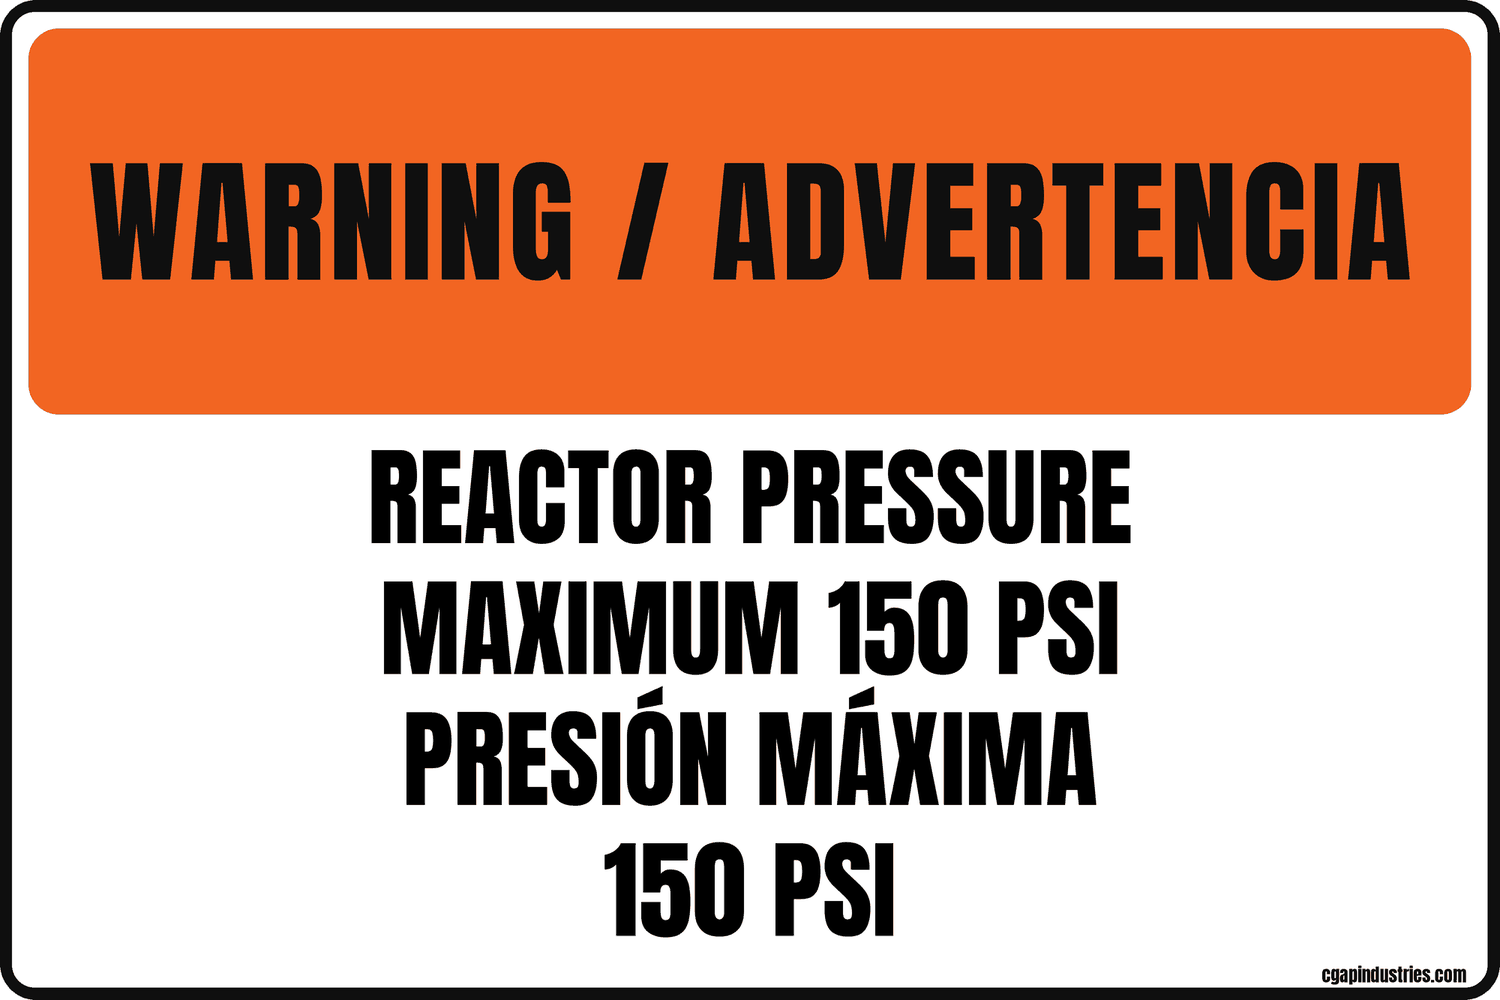 WARNING / ADVERTENCIA
REACTOR PRESSURE
MAXIMUM 150 PSI
PRESIÓN MÁXIMA
150 PSI
cgapindustries.com